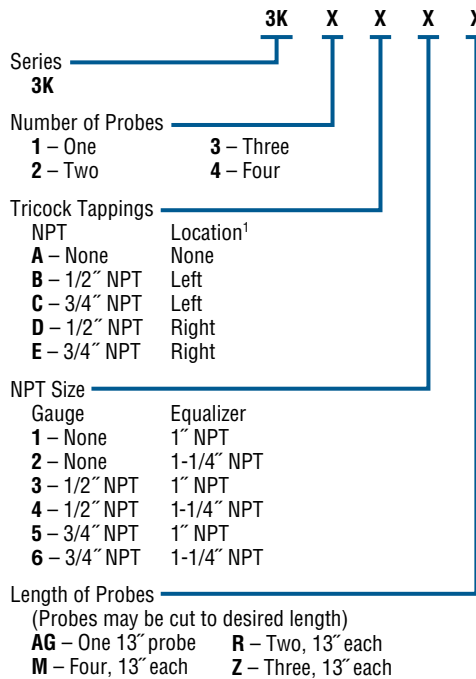 3K X X X X
Series
3K
Number of Probes
1 – One 3 – Three
2 – Two 4 – Four
Tricock Tappings
NPT Location¹
A – None None
B – 1/2˝ NPT Left
C – 3/4˝ NPT Left
D – 1/2˝ NPT Right
E – 3/4˝ NPT Right
NPT Size
Gauge Equalizer
1 – None 1˝ NPT
2 – None 1-1/4˝ NPT
3 – 1/2˝ NPT 1˝ NPT
4 – 1/2˝ NPT 1-1/4˝ NPT
5 – 3/4˝ NPT 1˝ NPT
6 – 3/4˝ NPT 1-1/4˝ NPT
Length of Probes
(Probes may be cut to desired length)
AG – One 13˝ probe R – Two, 13˝ each
M – Four, 13˝ each Z – Three, 13˝ each